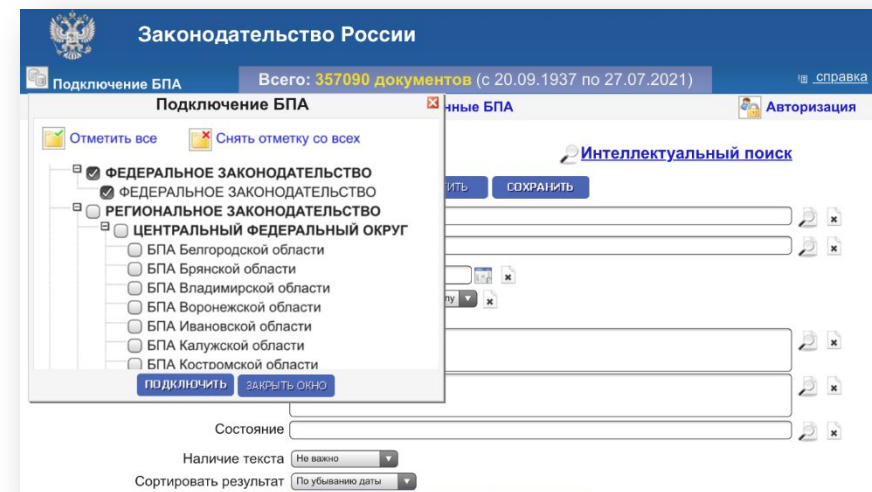 Законодательство России
Подключение БПА
Всего: 357090 документов (с 20.09.1937 по 27.07.2021)
справка
Подключение БПА
нные БПА
Авторизация
Отметить все
Снять отметку со всех
Интеллектуальный поиск
ФЕДЕРАЛЬНОЕ ЗАКОНОДАТЕЛЬСТВО
ИТЬ
СОХРАНИТЬ
ФЕДЕРАЛЬНОЕ ЗАКОНОДАТЕЛЬСТВО
РЕГИОНАЛЬНОЕ ЗАКОНОДАТЕЛЬСТВО
ЦЕНТРАЛЬНЫЙ ФЕДЕРАЛЬНЫЙ ОКРУГ
БПА Белгородской области
БПА Брянской области
БПА Владимирской области
БПА Воронежской области
БПА Ивановской области
БПА Калужской области
БПА Костромской области
ПОДКЛЮЧИТЬ
ЗАКРЫТЬ ОКНО
Состояние
Наличие текста
Не важно
Сортировать результат
По убыванию даты